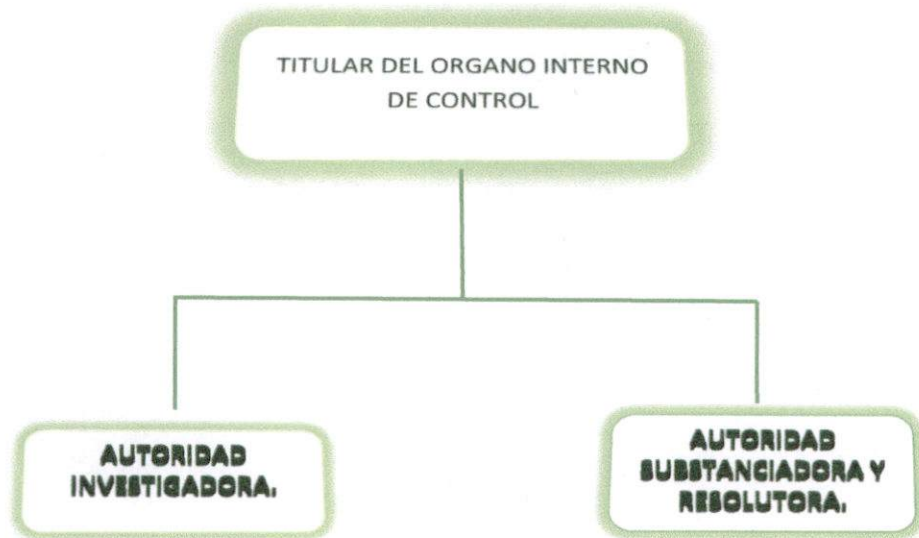 TITULAR DEL ORGANO INTERNO
DE CONTROL
AUTORIDAD
INVESTIGADORA.
AUTORIDAD
SUBSTANCIADORA Y
RESOLUTORA.